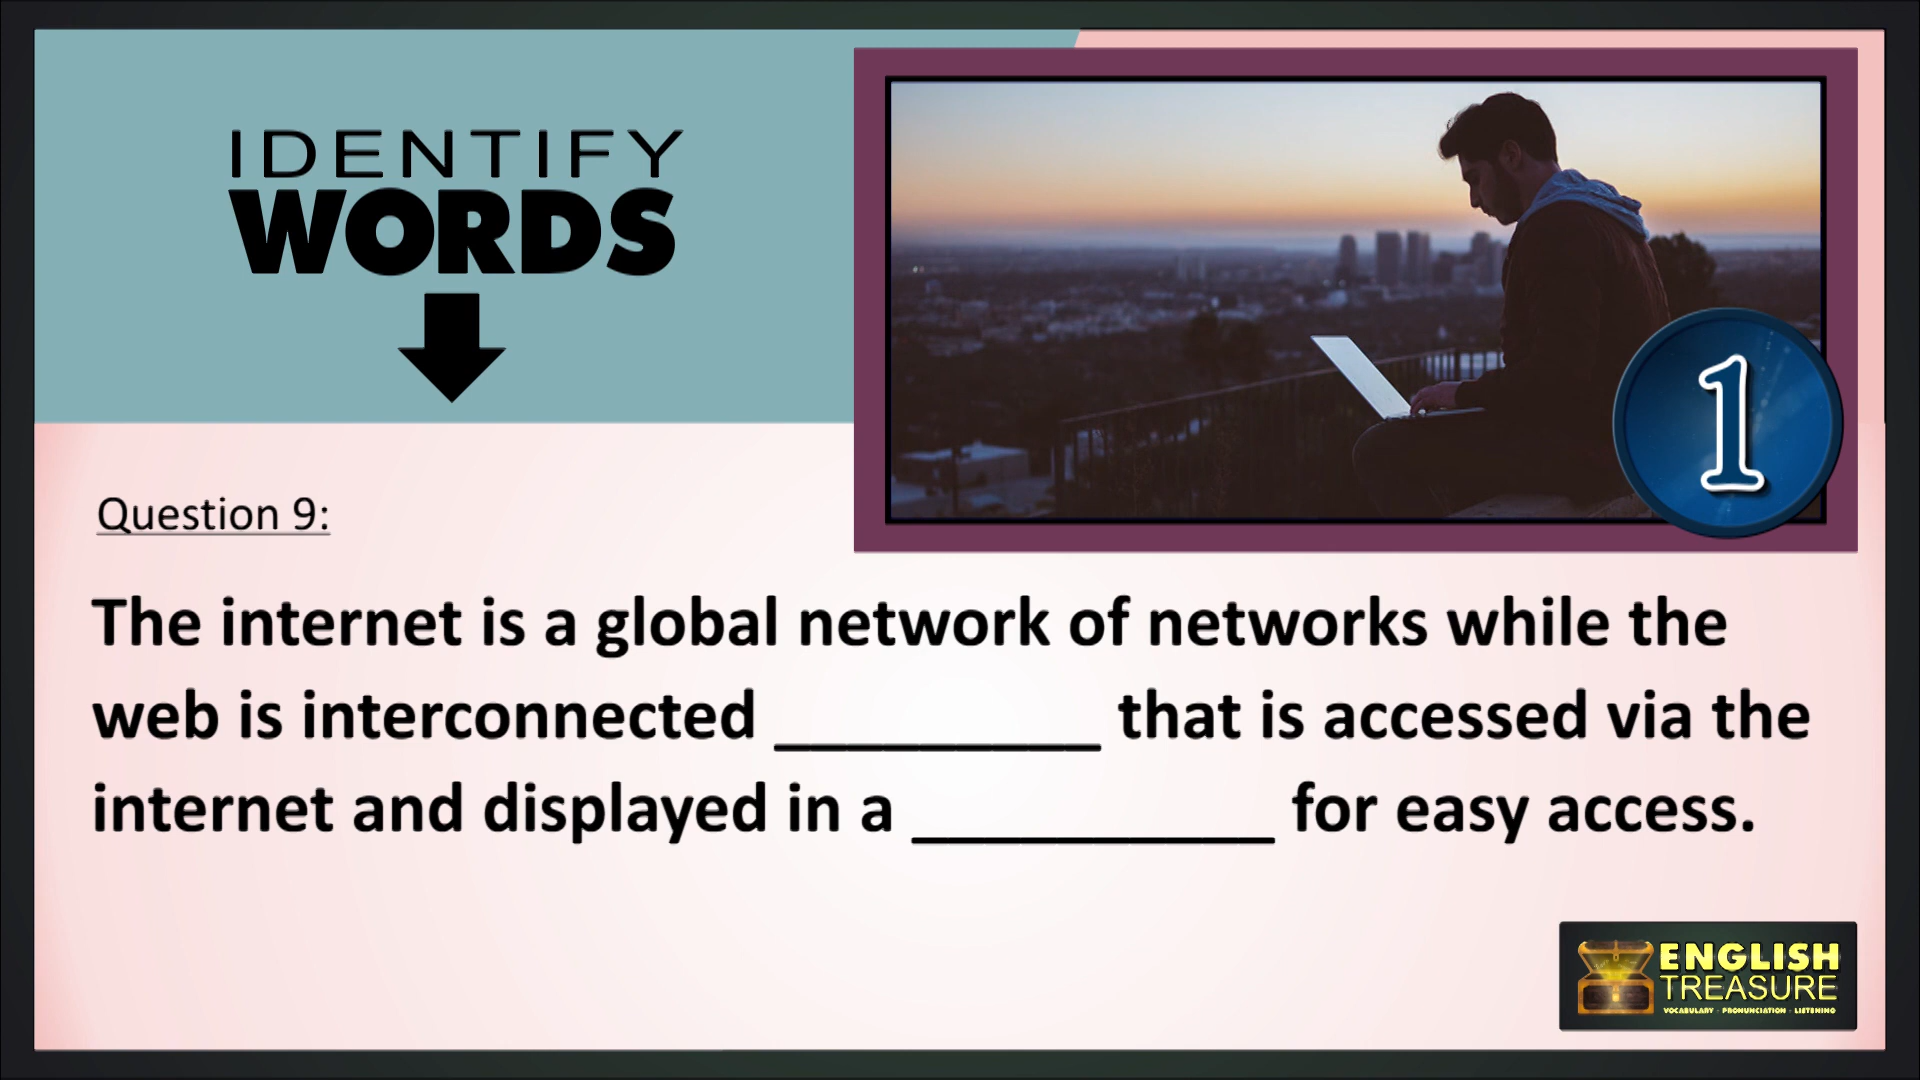 IDENTIFY
WORDS
1
Question 9:
The internet is a global network of networks while the
web is interconnected _________ that is accessed via the
internet and displayed in a __________ for easy access.
ENGLISH
TREASURE
VOCABULARY · PRONUNCIATION · LISTENING